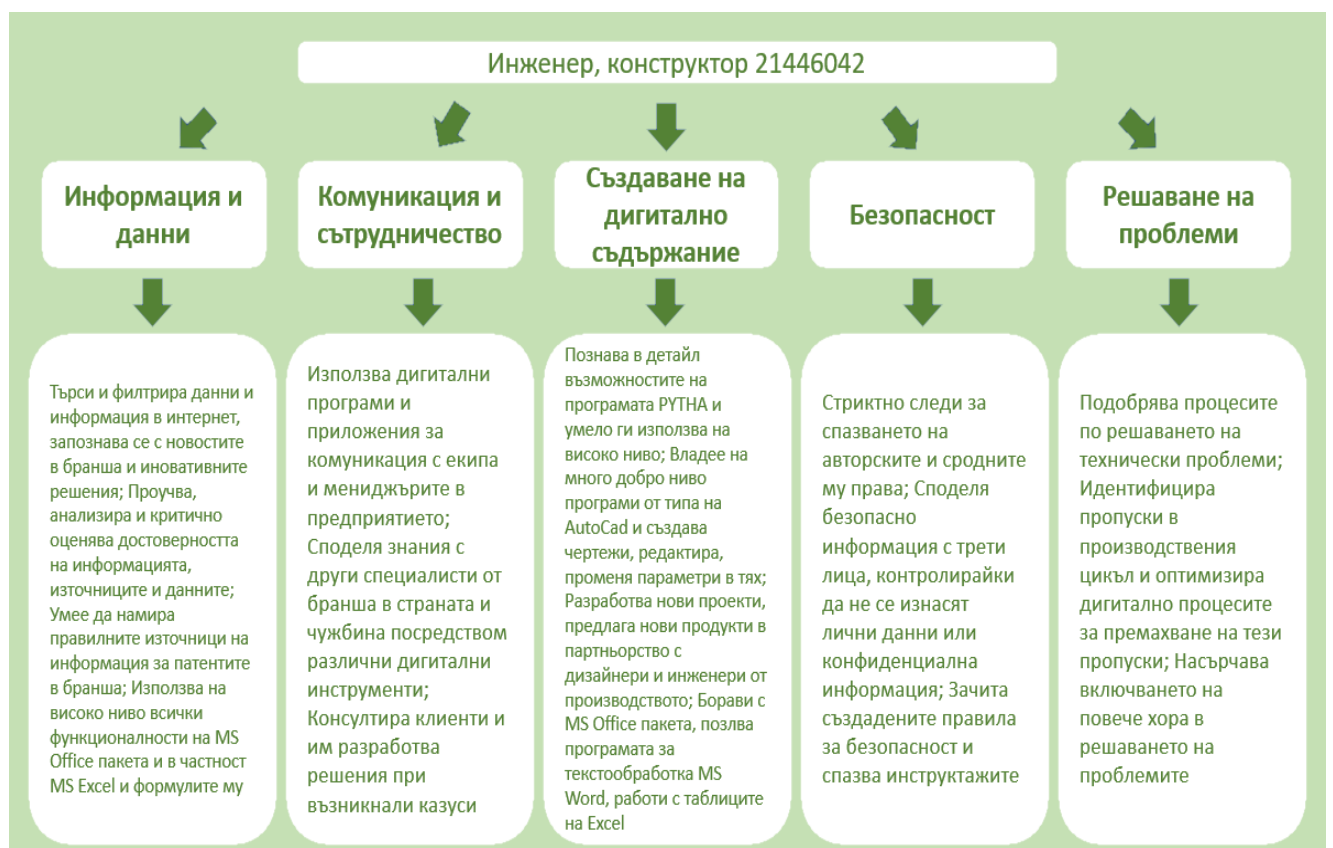 Инженер, конструктор 21446042
Информация и
данни
Комуникация и
сътрудничество
Създаване на
дигитално
съдържание
Безопасност
Решаване на
проблеми
Търси и филтрира данни и
информация в интернет,
запознава се с новостите
в бранша и иновативните
решения; Проучва,
анализира и критично
оценява достоверността
на информацията,
източниците и данните;
Умее да намира
правилните източници на
информация за патентите
в бранша; Използва на
високо ниво всички
функционалности на MS
Office пакета и в частност
MS Excel и формулите му
Използва дигитални
програми и
приложения за
комуникация с екипа
и мениджърите в
предприятието;
Споделя знания с
други специалисти от
бранша в страната и
чужбина посредством
различни дигитални
инструменти;
Консултира клиенти и
им разработва
решения при
възникнали казуси
Познава в детайл
възможностите на
програмата PYTHA и
умело ги използва на
високо ниво; Владее на
много добро ниво
програми от типа на
AutoCad и създава
чертежи, редактира,
променя параметри в тях;
Разработва нови проекти,
предлага нови продукти в
партньорство с
дизайнери и инженери от
производството; Борави с
MS Office пакета, позлва
програмата за
текстообработка MS
Word, работи с таблиците
на Excel
Стриктно следи за
спазването на
авторските и сродните
му права; Споделя
безопасно
информация с трети
лица, контролирайки
да не се изнасят
лични данни или
конфиденциална
информация; Зачита
създадените правила
за безопасност и
спазва инструктажите
Подобрява процесите
по решаването на
технически проблеми;
Идентифицира
пропуски в
производствения
цикъл и оптимизира
дигитално процесите
за премахване на тези
пропуски; Насърчава
включването на
повече хора в
решаването на
проблемите